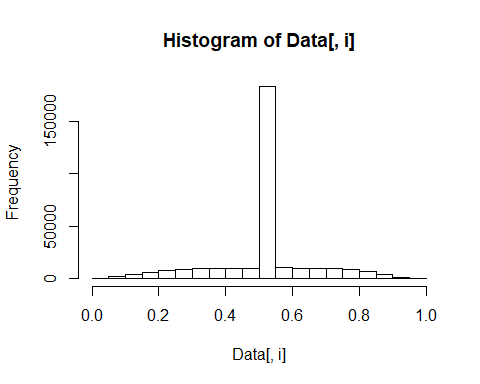 Histogram of Data[, i]
Frequency
150000
50000
0
0.0 0.2 0.4 0.6 0.8 1.0
Data[, i]